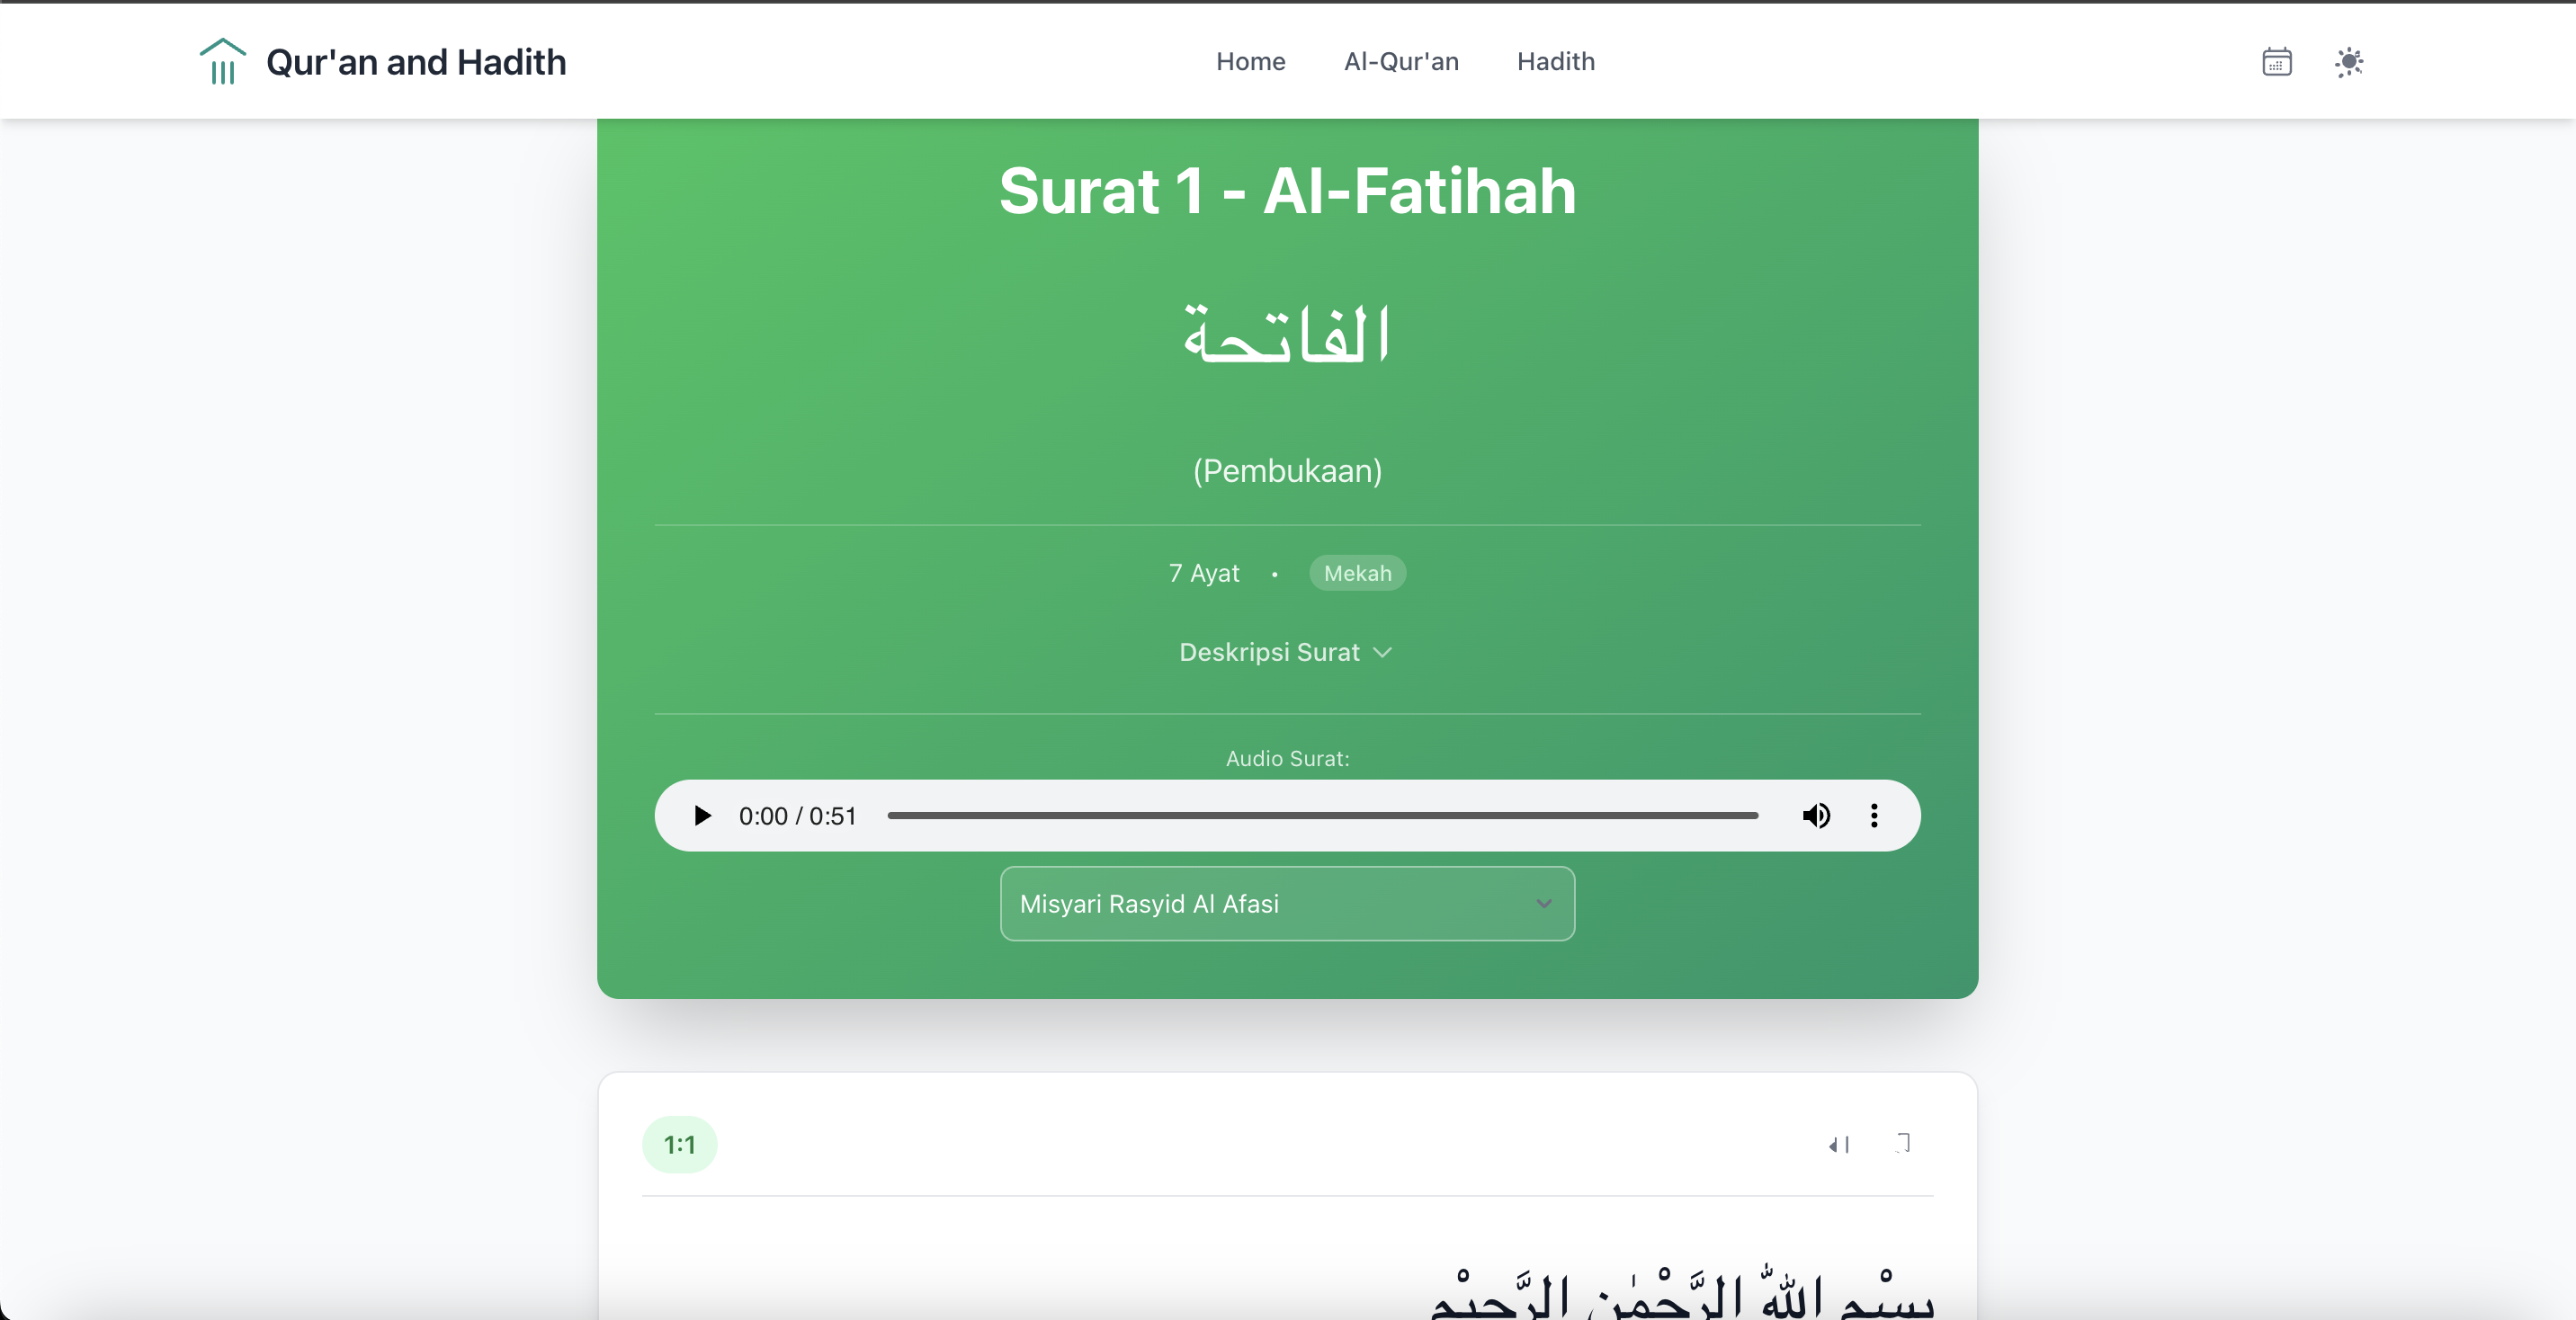 Qur'an and Hadith
Home
Al-Qur'an
Hadith
Surat 1 - Al-Fatihah
الفاتحة
(Pembukaan)
7 Ayat • Mekah
Deskripsi Surat
Audio Surat:
0:00 / 0:51
Misyari Rasyid Al Afasi
1:1
بِسْمِ اللّٰهِ الرَّحْمٰنِ الرَّحِيْمِ